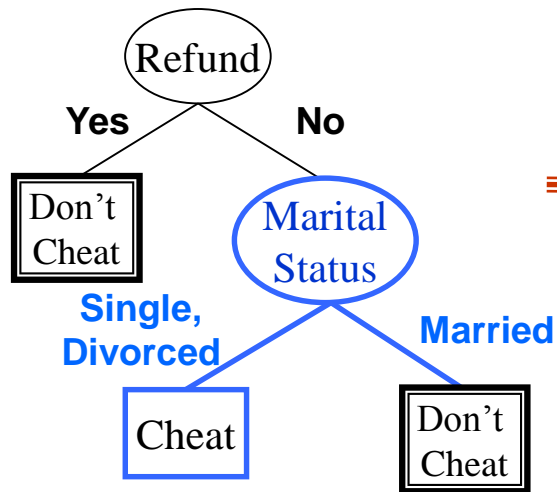 Refund
Yes
No
Don't
Cheat
Marital
Status
Single,
Divorced
Married
Cheat
Don't
Cheat